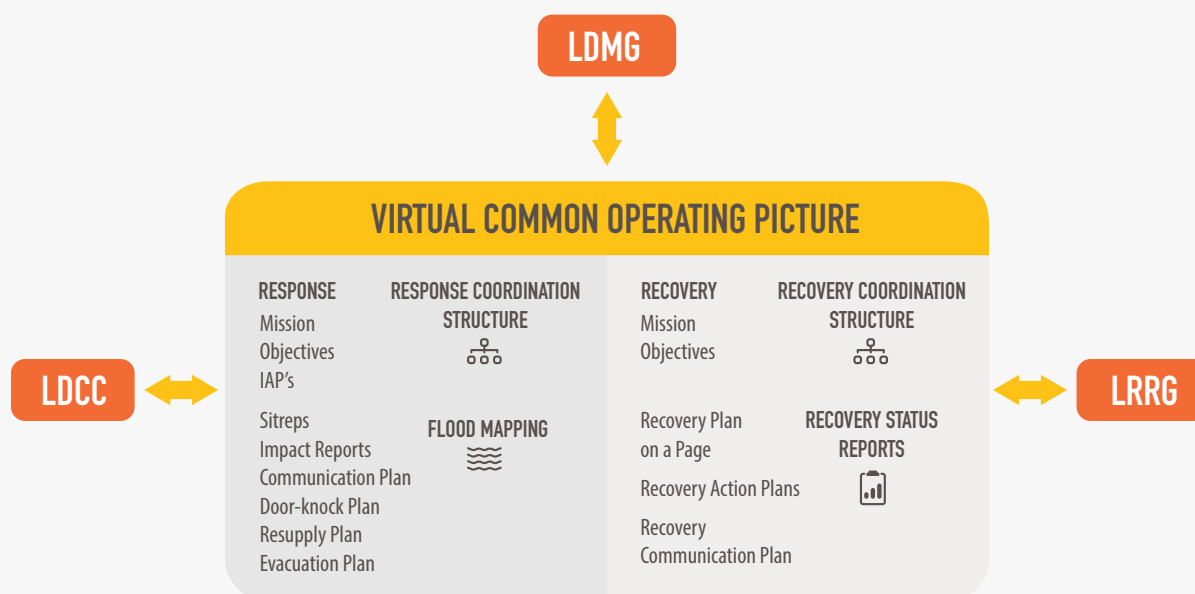 LDMG
VIRTUAL COMMON OPERATING PICTURE
LDCC
RESPONSE
Mission
Objectives
IAP's
Sitreps
Impact Reports
Communication Plan
Door-knock Plan
Resupply Plan
Evacuation Plan
RESPONSE COORDINATION
STRUCTURE
FLOOD MAPPING
RECOVERY
Mission
Objectives
Recovery Plan
on a Page
Recovery Action Plans
Recovery
Communication Plan
RECOVERY COORDINATION
STRUCTURE
RECOVERY STATUS
REPORTS
LRRG